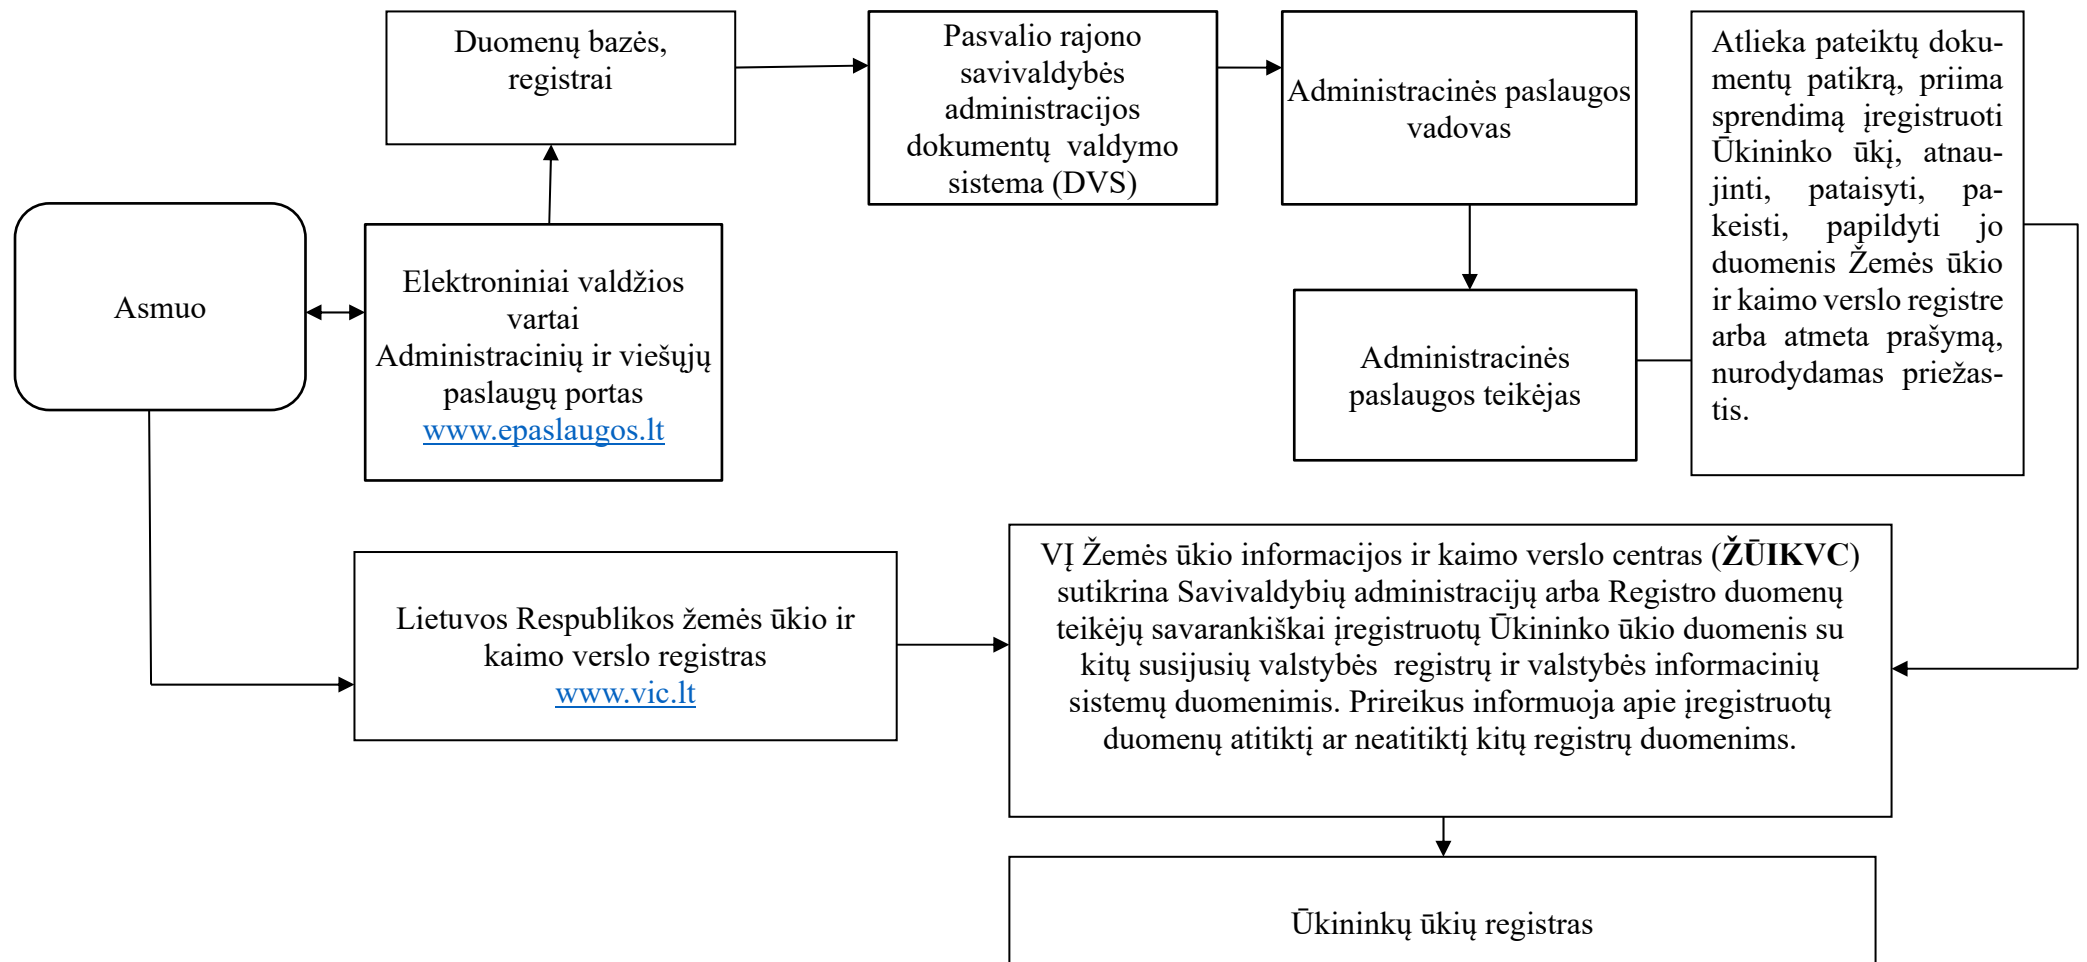 Duomenų bazės,
registrai
Pasvalio rajono
savivaldybės
administracijos
dokumentų valdymo
sistema (DVS)
Administracinės paslaugos
vadovas
Atlieka pateiktų doku-
mentų patikrą, priima
sprendimą įregistruoti
Ūkininko ūkį, atnau-
jinti, pataisyti, pa-
keisti, papildyti jo
duomenis Žemės ūkio
ir kaimo verslo registre
arba atmeta prašymą,
nurodydamas priežas-
tis.
Asmuo
Elektroniniai valdžios
vartai
Administracinių ir viešųjų
paslaugų portas
www.epaslaugos.lt
Administracinės
paslaugos teikėjas
Lietuvos Respublikos žemės ūkio ir
kaimo verslo registras
www.vic.lt
VĮ Žemės ūkio informacijos ir kaimo verslo centras (ŽŪIKVC)
sutikrina Savivaldybių administracijų arba Registro duomenų
teikėjų savarankiškai įregistruotų Ūkininko ūkio duomenis su
kitų susijusių valstybės registrų ir valstybės informacinių
sistemų duomenimis. Prireikus informuoja apie įregistruotų
duomenų atitiktį ar neatitiktį kitų registrų duomenims.
Ūkininkų ūkių registras